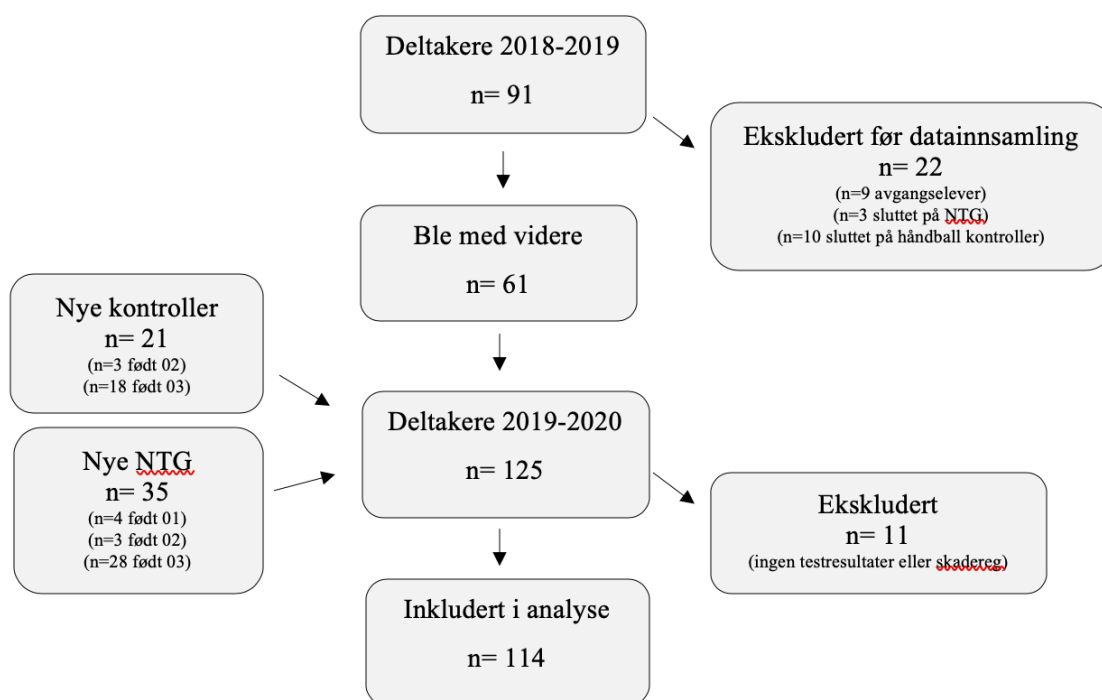 Deltakere 2018-2019
n= 91
Ekskludert før datainnsamling
n= 22
(n=9 avgangselever)
(n=3 sluttet på NTG)
(n=10 sluttet på håndball kontroller)
Ble med videre
n= 61
Nye kontroller
n= 21
(n=3 født 02)
(n=18 født 03)
Nye NTG
n= 35
(n=4 født 01)
(n=3 født 02)
(n=28 født 03)
Deltakere 2019-2020
n= 125
Ekskludert
n= 11
(ingen testresultater eller skadereg)
Inkludert i analyse
n= 114